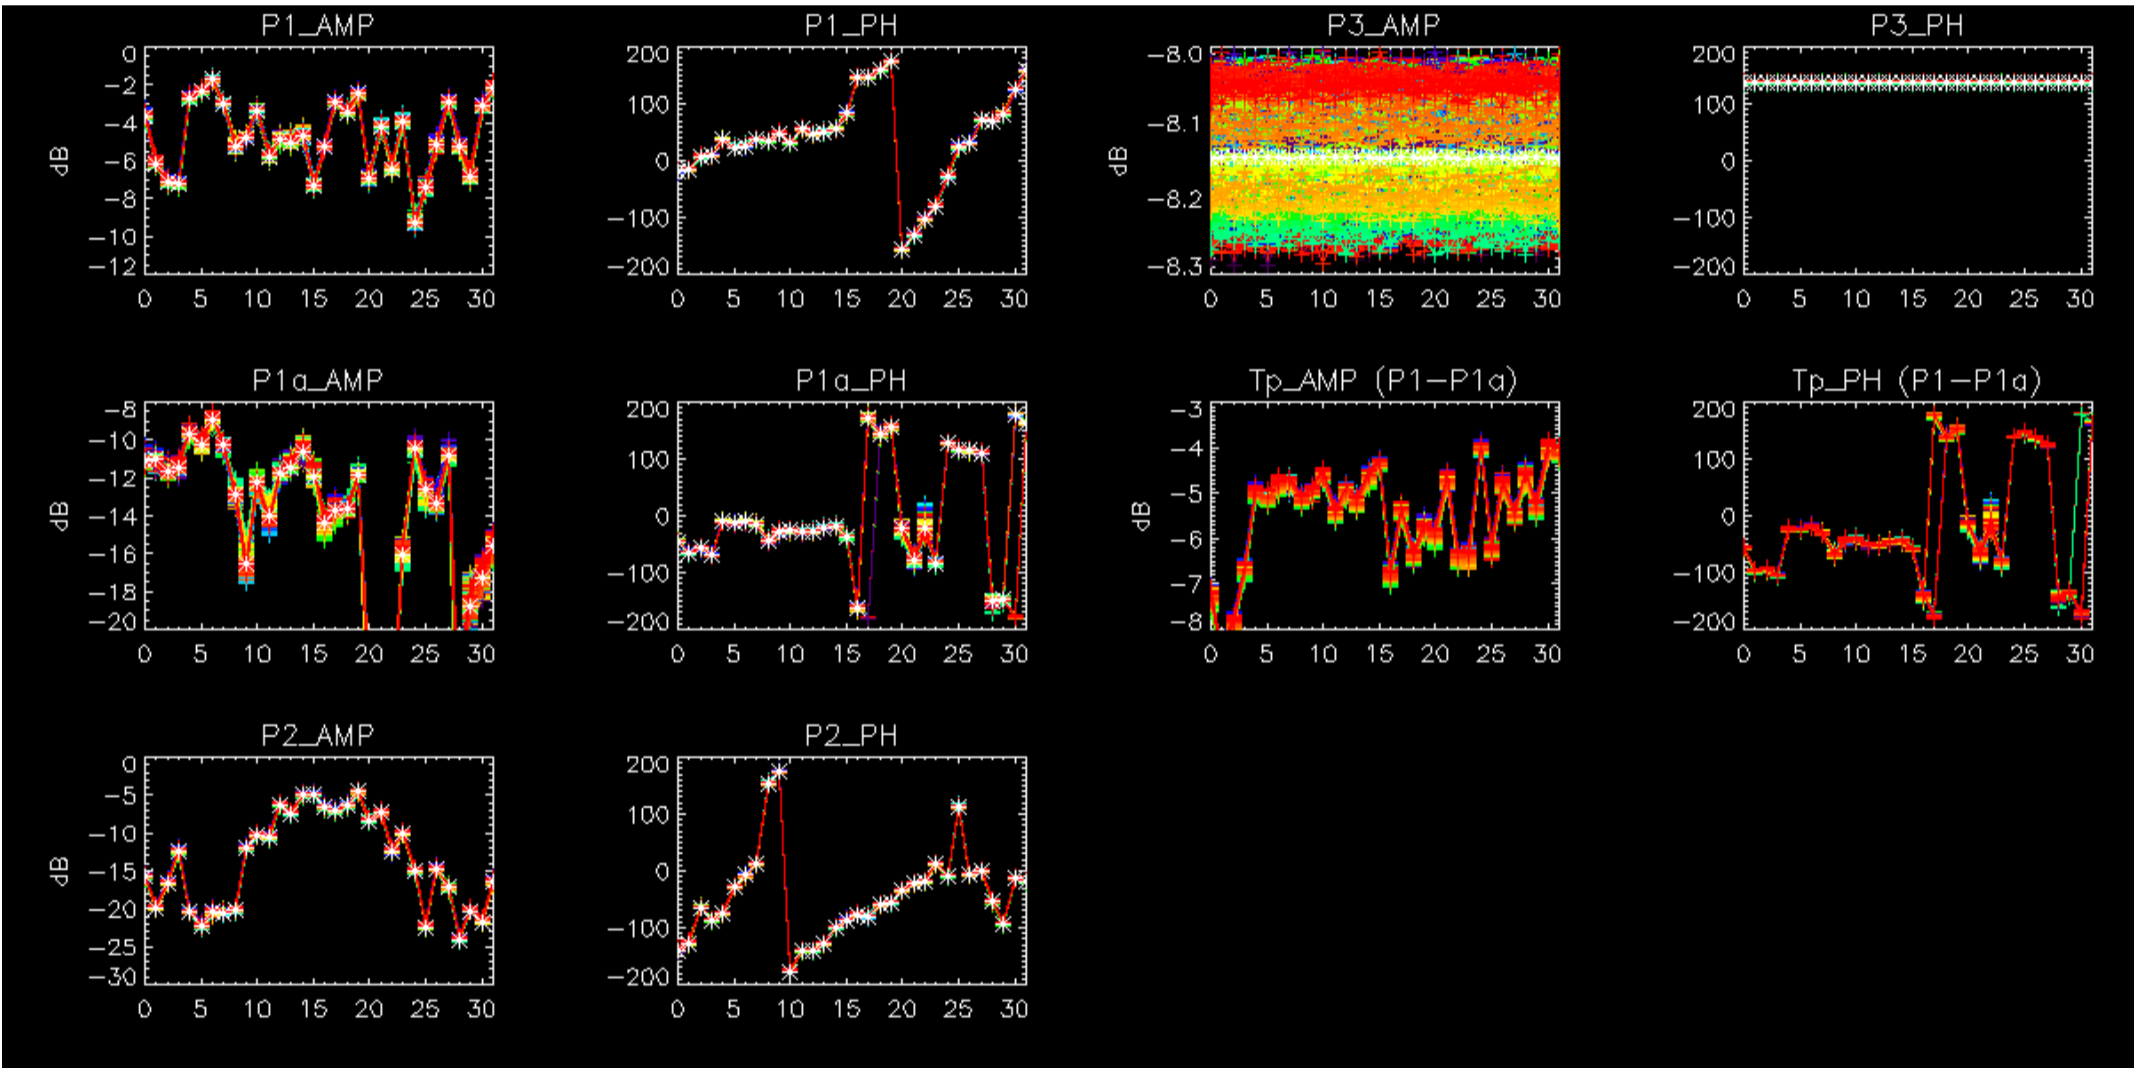 P1_AMP P1_PH P3_AMP P3_PH
0 200 -8.0 200
-2
-4 100 -8.1 100
dB -6 0 dB 0
-8 -100 -8.2 -100
-10
-12 -200 -8.3 -200
0 5 10 15 20 25 30 0 5 10 15 20 25 30 0 5 10 15 20 25 30 0 5 10 15 20 25 30
P1a_AMP P1a_PH Tp_AMP (P1-P1a) Tp_PH (P1-P1a)
-8 200 -3 200
-10 100 -4 100
-12
dB -14 0 dB -5 0
-16 -100 -6 -100
-18 -7
-20 -200 -8 -200
0 5 10 15 20 25 30 0 5 10 15 20 25 30 0 5 10 15 20 25 30 0 5 10 15 20 25 30
P2_AMP P2_PH
0 200
-5 100
-10
dB -15 0
-20 -100
-25
-30 -200
0 5 10 15 20 25 30 0 5 10 15 20 25 30